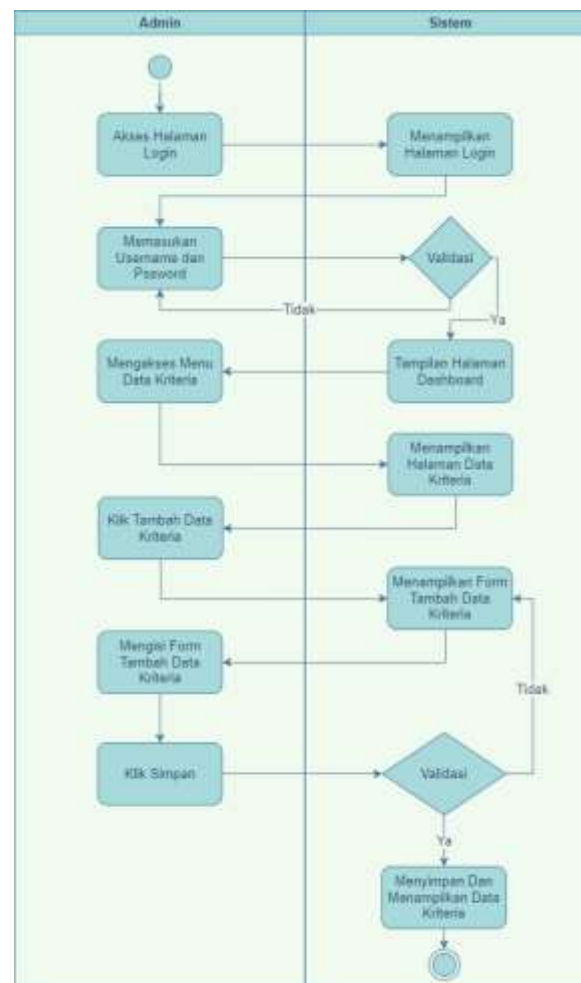 Admin
Sistem
Akses Halaman
Login
Menampilkan
Halaman Login
Memasukan
Username dan
Pasword
Validasi
Tidak
Ya
Mengakses Menu
Data Kriteria
Tampilan Halaman
Dashboard
Menampilkan
Halaman Data
Kriteria
Klik Tambah Data
Kriteria
Menampilkan Form
Tambah Data
Kriteria
Mengisi Form
Tambah Data
Kriteria
Tidak
Klik Simpan
Validasi
Ya
Menyimpan Dan
Menampilkan Data
Kriteria